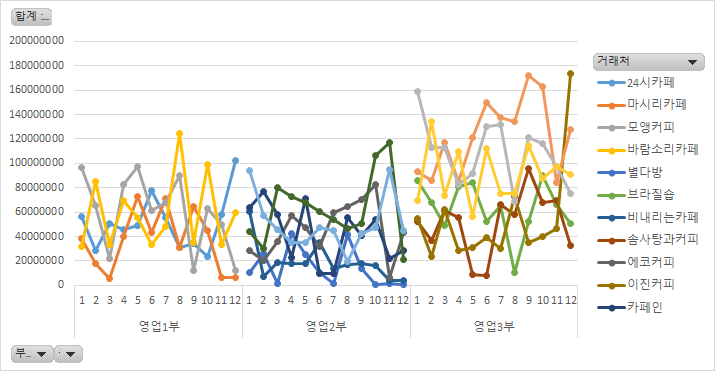 합계 :...
200000000
180000000
160000000
140000000
120000000
100000000
80000000
60000000
40000000
20000000
0
1 2 3 4 5 6 7 8 9 10 11 12 1 2 3 4 5 6 7 8 9 10 11 12 1 2 3 4 5 6 7 8 9 10 11 12
영업1부 영업2부 영업3부
거래처
24시카페
마시리카페
모앵커피
바람소리카페
별다방
브라질숍
비내리는카페
솜사탕과커피
에코커피
이진커피
카페인
부...